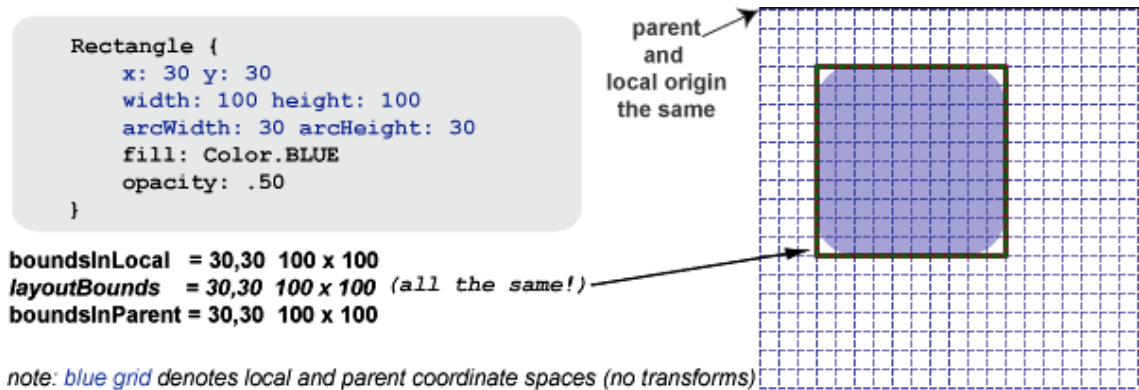 Rectangle {
x: 30 y: 30
width: 100 height: 100
arcWidth: 30 arcHeight: 30
fill: Color.BLUE
opacity: .50
}
parent
and
local origin
the same
boundsInLocal = 30,30 100 x 100
layoutBounds = 30,30 100 x 100 (all the same!)
boundsInParent = 30,30 100 x 100
note: blue grid denotes local and parent coordinate spaces (no transforms)